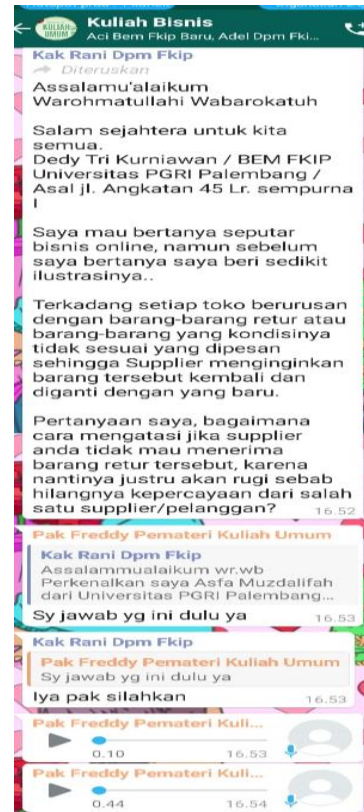 Kuliah Bisnis
Aci Bem Fkip Baru, Adel Dpm Fki...
KULIAH
UMUM
Kak Rani Dpm Fkip
Diteruskan
Assalamu'alaikum
Warohmatullahi Wabarokatuh
Salam sejahtera untuk kita
semua.
Dedy Tri Kurniawan / BEM FKIP
Universitas PGRI Palembang /
Asal jl. Angkatan 45 Lr. sempurna
I
Saya mau bertanya seputar
bisnis online, namun sebelum
saya bertanya saya beri sedikit
ilustrasinya..
Terkadang setiap toko berurusan
dengan barang-barang retur atau
barang-barang yang kondisinya
tidak sesuai yang dipesan
sehingga Supplier menginginkan
barang tersebut kembali dan
diganti dengan yang baru.
Pertanyaan saya, bagaimana
cara mengatasi jika supplier
anda tidak mau menerima
barang retur tersebut, karena
nantinya justru akan rugi sebab
hilangnya kepercayaan dari salah
satu supplier/pelanggan?
16.52
Pak Freddy Pemateri Kuliah Umum
Kak Rani Dpm Fkip
Assalammualaikum wr.wb
Perkenalkan saya Asfa Muzdalifah
dari Universitas PGRI Palembang...
Sy jawab yg ini dulu ya
16.53
Kak Rani Dpm Fkip
Pak Freddy Pemateri Kuliah Umum
Sy jawab yg ini dulu ya
Iya pak silahkan
16.53
Pak Freddy Pemateri Kuli...
0.10 16.53
Pak Freddy Pemateri Kuli...
0.44 16.54